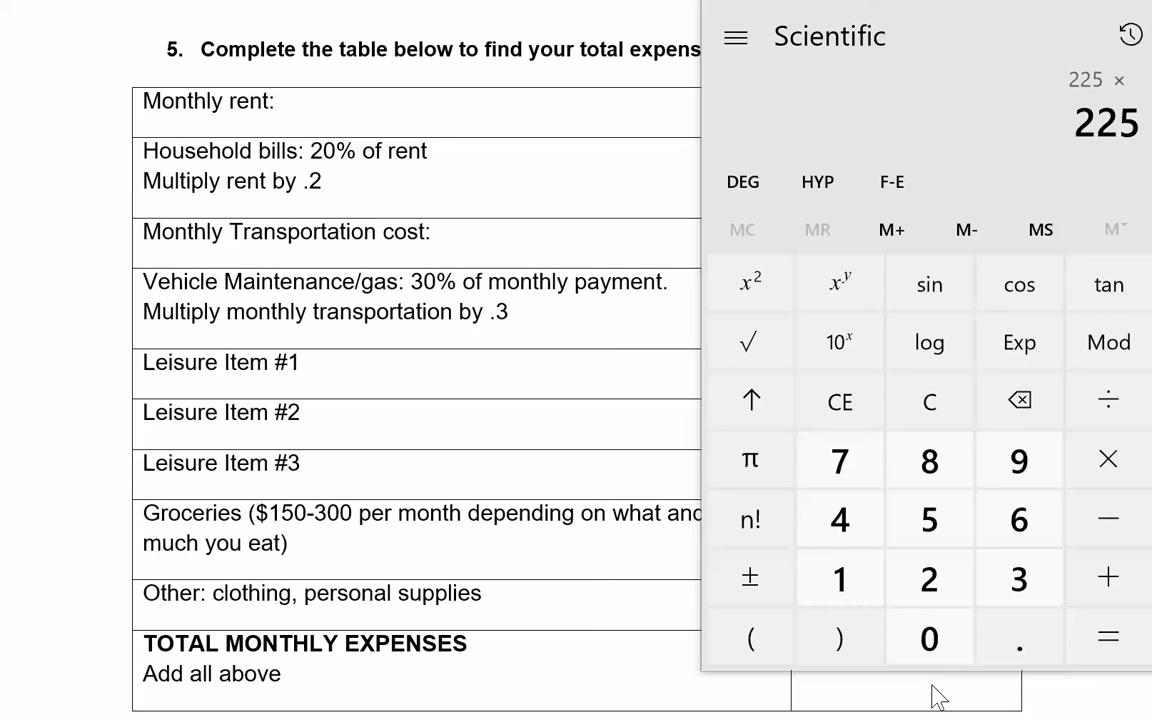 5. Complete the table below to find your total expens
Monthly rent:
Household bills: 20% of rent
Multiply rent by .2
Monthly Transportation cost:
Vehicle Maintenance/gas: 30% of monthly payment.
Multiply monthly transportation by .3
Leisure Item #1
Leisure Item #2
Leisure Item #3
Groceries ($150-300 per month depending on what and
much you eat)
Other: clothing, personal supplies
TOTAL MONTHLY EXPENSES
Add all above
Scientific
225 ×
225
DEG HYP F-E
MC MR M+ M- MS M˅
x² xʸ sin cos tan
√ 10ˣ log Exp Mod
↑ CE C ⌫ ÷
π 7 8 9 ×
n! 4 5 6 −
± 1 2 3 +
( ) 0 . =